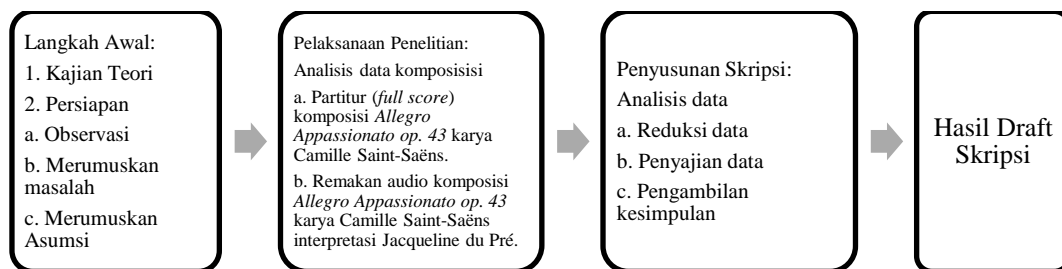 Langkah Awal:
1. Kajian Teori
2. Persiapan
a. Observasi
b. Merumuskan
masalah
c. Merumuskan
Asumsi
Pelaksanaan Penelitian:
Analisis data komposisisi
a. Partitur (full score)
komposisi Allegro
Appassionato op. 43 karya
Camille Saint-Saëns.
b. Remakan audio komposisi
Allegro Appassionato op. 43
karya Camille Saint-Saëns
interpretasi Jacqueline du Pré.
Penyusunan Skripsi:
Analisis data
a. Reduksi data
b. Penyajian data
c. Pengambilan
kesimpulan
Hasil Draft
Skripsi